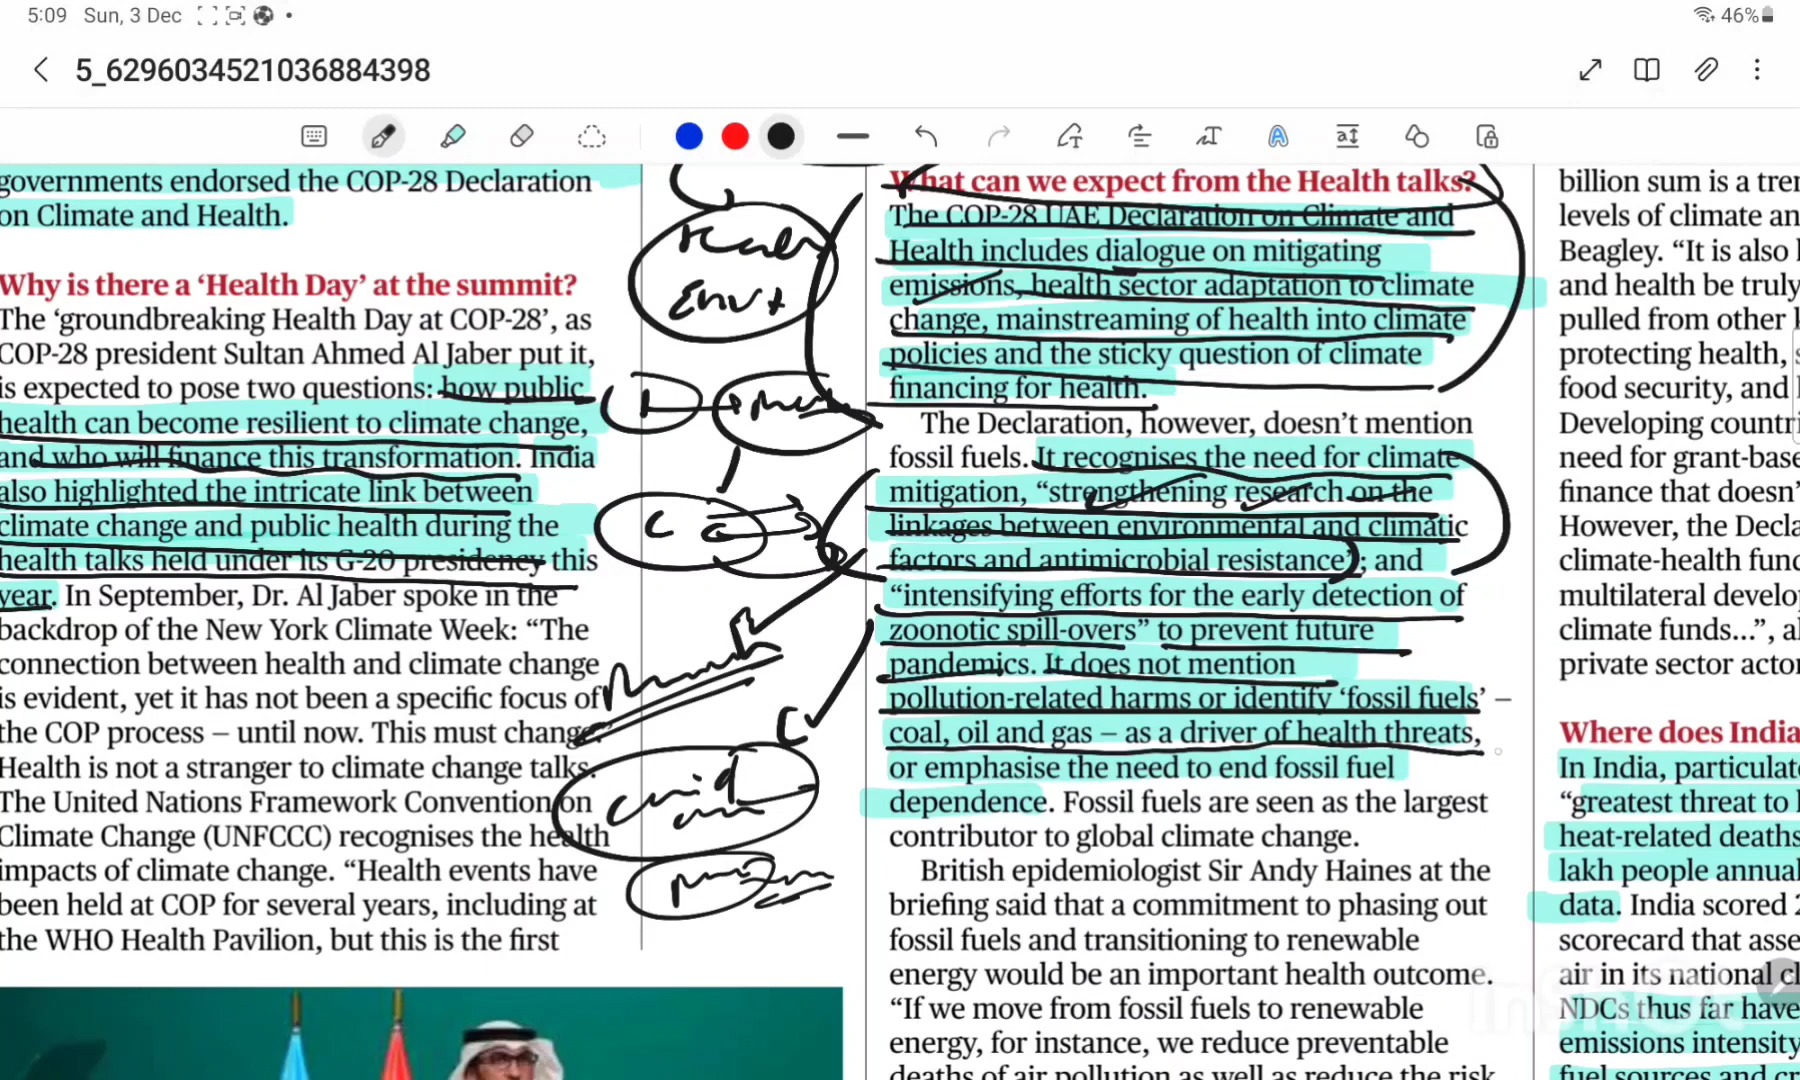 5:09 Sun, 3 Dec
46%
5_6296034521036884398
governments endorsed the COP-28 Declaration
on Climate and Health.
Why is there a ‘Health Day’ at the summit?
The ‘groundbreaking Health Day at COP-28’, as
COP-28 president Sultan Ahmed Al Jaber put it,
is expected to pose two questions: how public
health can become resilient to climate change,
and who will finance this transformation. India
also highlighted the intricate link between
climate change and public health during the
health talks held under its G-20 presidency this
year. In September, Dr. Al Jaber spoke in the
backdrop of the New York Climate Week: “The
connection between health and climate change
is evident, yet it has not been a specific focus of
the COP process – until now. This must change.”
Health is not a stranger to climate change talks.
The United Nations Framework Convention on
Climate Change (UNFCCC) recognises the health
impacts of climate change. “Health events have
been held at COP for several years, including at
the WHO Health Pavilion, but this is the first
Health
Envt
What can we expect from the Health talks?
The COP-28 UAE Declaration on Climate and
Health includes dialogue on mitigating
emissions, health sector adaptation to climate
change, mainstreaming of health into climate
policies and the sticky question of climate
financing for health.
The Declaration, however, doesn’t mention
fossil fuels. It recognises the need for climate
mitigation, “strengthening research on the
linkages between environmental and climatic
factors and antimicrobial resistance”; and
“intensifying efforts for the early detection of
zoonotic spill-overs” to prevent future
pandemics. It does not mention
pollution-related harms or identify ‘fossil fuels’ –
coal, oil and gas – as a driver of health threats,
or emphasise the need to end fossil fuel
dependence. Fossil fuels are seen as the largest
contributor to global climate change.
British epidemiologist Sir Andy Haines at the
briefing said that a commitment to phasing out
fossil fuels and transitioning to renewable
energy would be an important health outcome.
“If we move from fossil fuels to renewable
energy, for instance, we reduce preventable
deaths of air pollution as well as reduce the risk
billion sum is a
levels of climate
Beagley. “It is also
and health be truly
pulled from other
protecting health,
food security, and
Developing
need for
finance that doesn’
However, the
climate-health
multilateral
climate funds...”,
private sector
Where does India
In India,
“greatest threat to
heat-related deaths
lakh people
data. India scored
scorecard that
air in its national
NDCs thus far have
emissions intensity
fuel sources and
InShOt